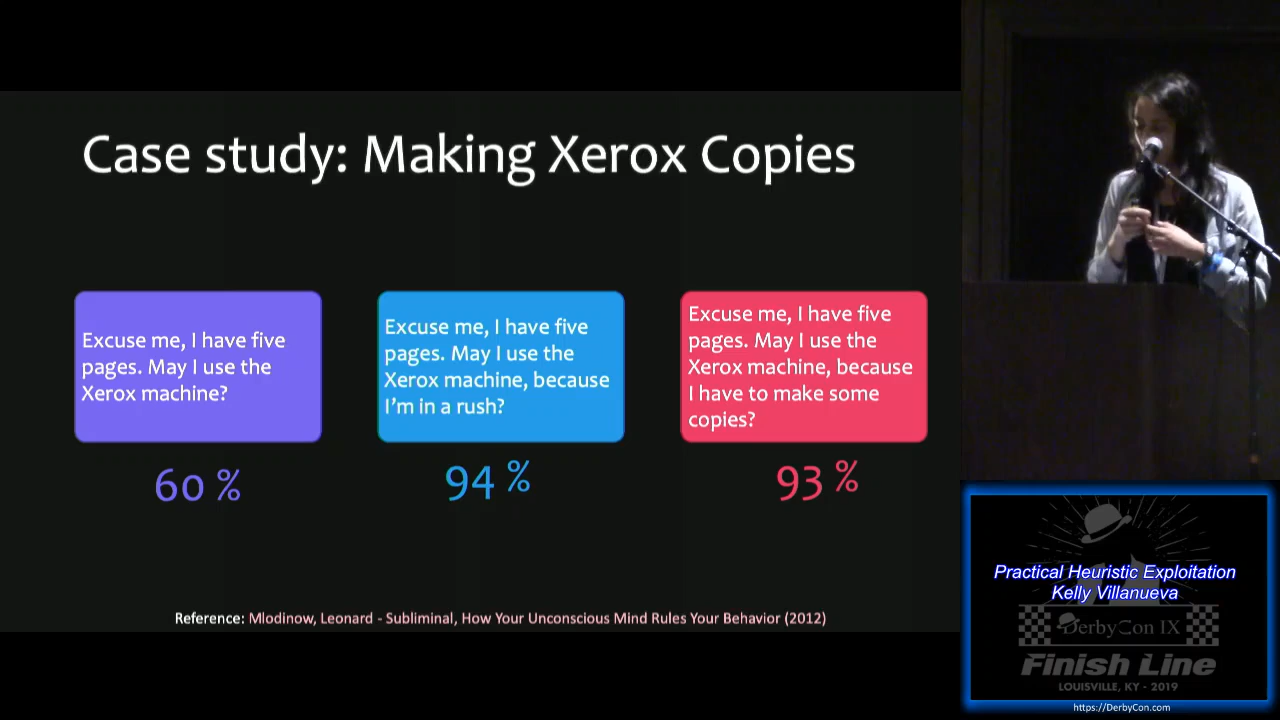 Case study: Making Xerox Copies
Excuse me, I have five
pages. May I use the
Xerox machine?
60 %
Excuse me, I have five
pages. May I use the
Xerox machine, because
I'm in a rush?
94 %
Excuse me, I have five
pages. May I use the
Xerox machine, because
I have to make some
copies?
93 %
Reference: Mlodinow, Leonard - Subliminal, How Your Unconscious Mind Rules Your Behavior (2012)
Practical Heuristic Exploitation
Kelly Villanueva
DerbyCon IX
Finish Line
LOUISVILLE, KY - 2019
https://DerbyCon.com